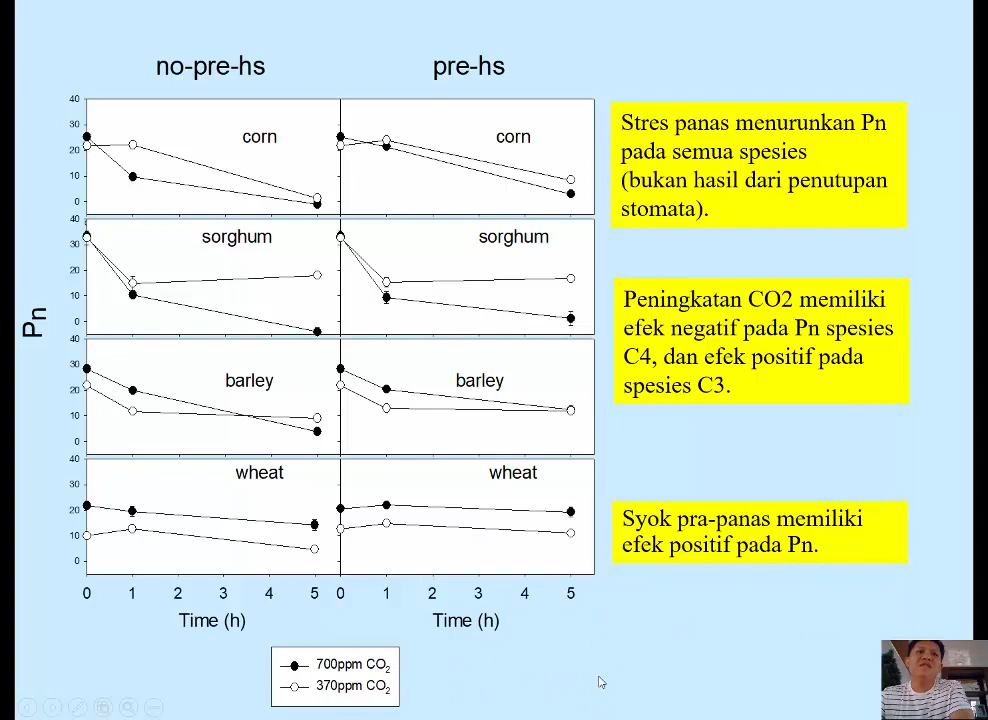 no-pre-hs
pre-hs
40
30
20
10
0
corn
corn
Stres panas menurunkan Pn
pada semua spesies
(bukan hasil dari penutupan
stomata).
40
30
20
10
0
sorghum
sorghum
Pn
Peningkatan CO2 memiliki
efek negatif pada Pn spesies
C4, dan efek positif pada
spesies C3.
40
30
20
10
0
barley
barley
40
30
20
10
0
wheat
wheat
Syok pra-panas memiliki
efek positif pada Pn.
0 1 2 3 4 5 0 1 2 3 4 5
Time (h)
Time (h)
700ppm CO2
370ppm CO2